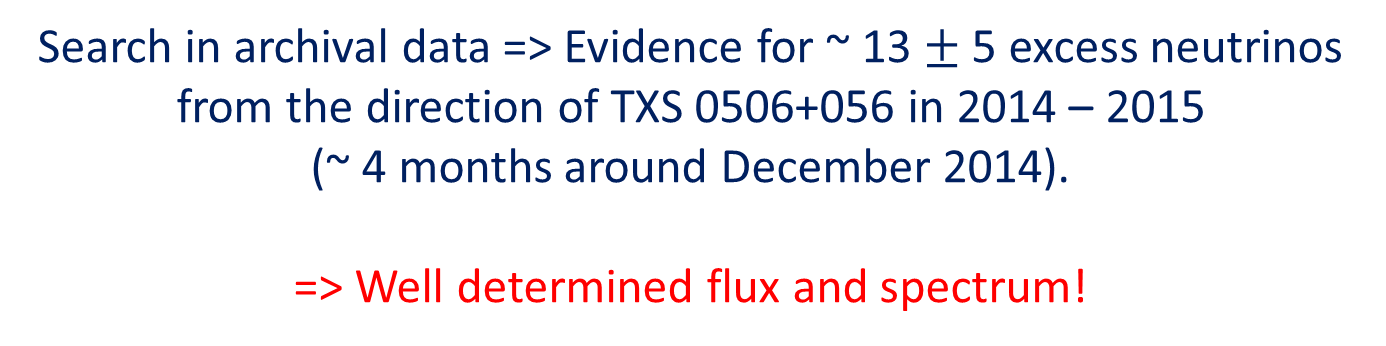 Search in archival data => Evidence for ~ 13 ± 5 excess neutrinos
from the direction of TXS 0506+056 in 2014 – 2015
(~ 4 months around December 2014).
=> Well determined flux and spectrum!